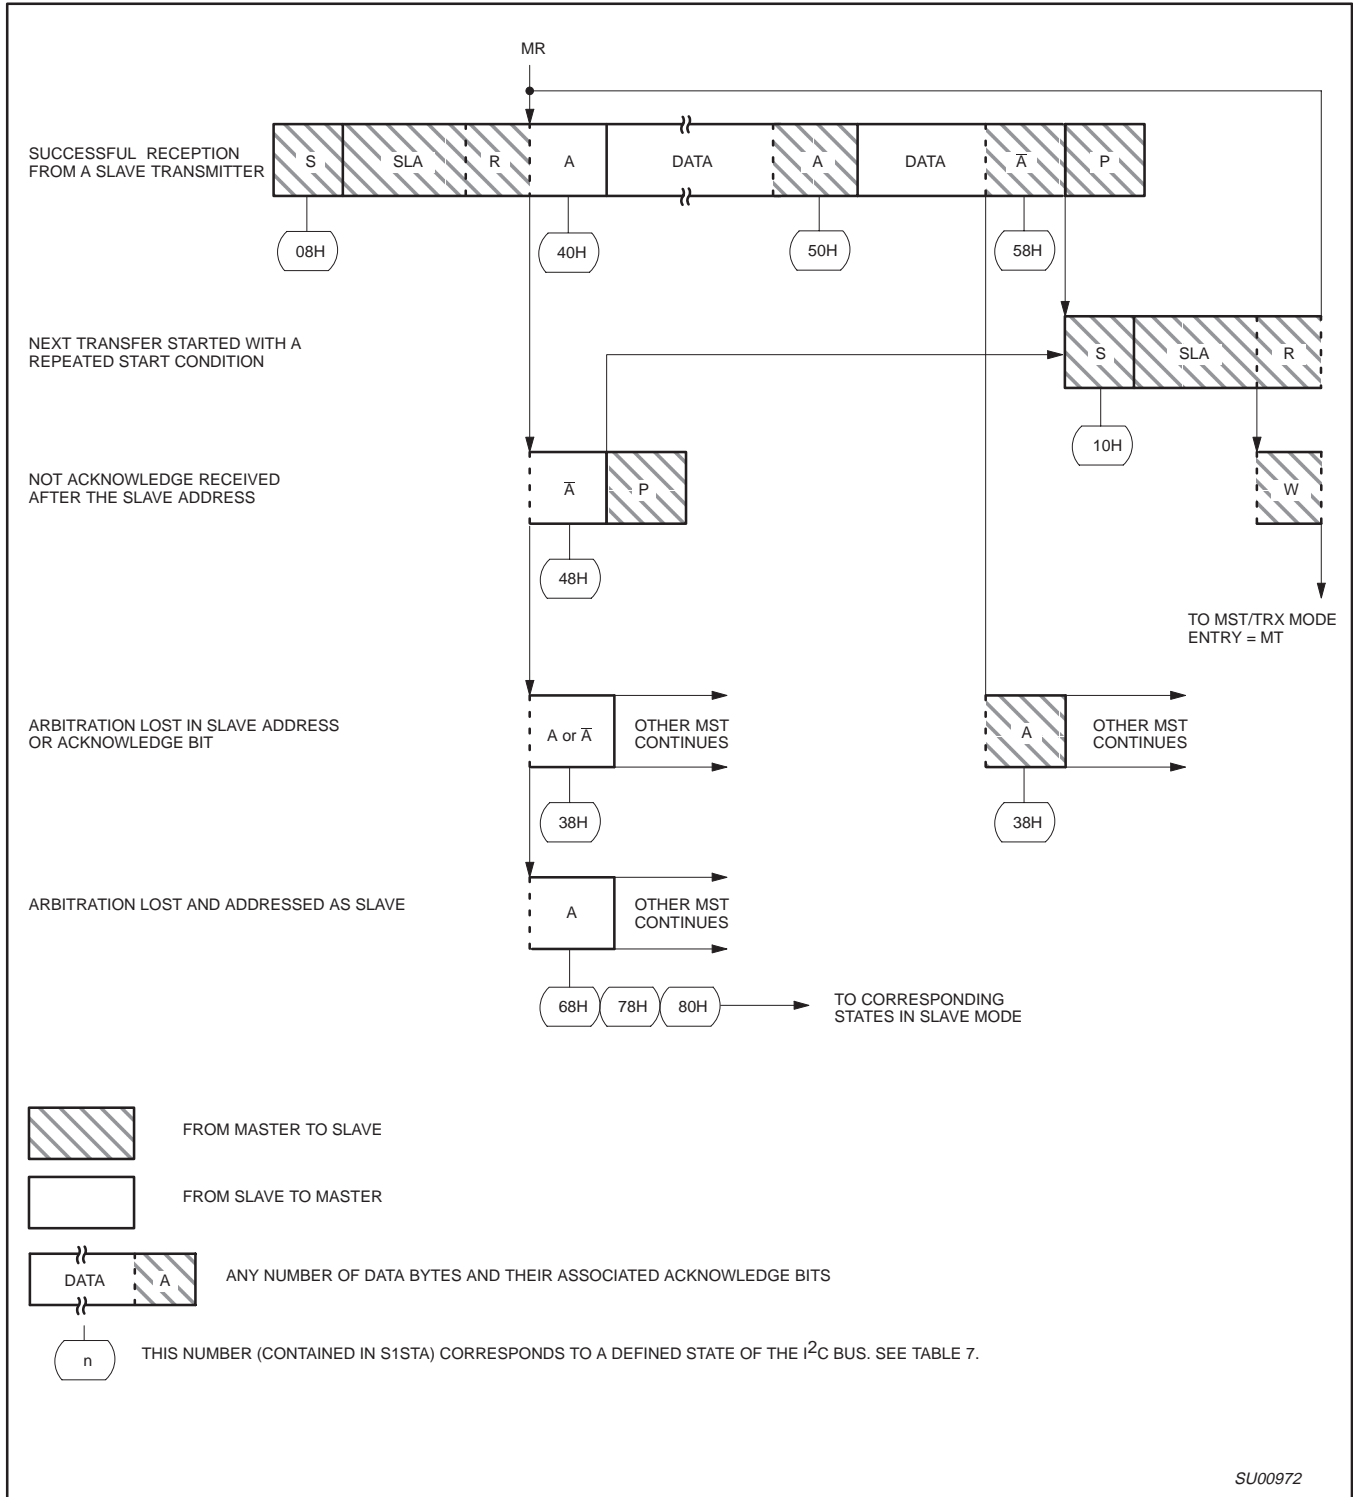 MR
SUCCESSFUL RECEPTION
FROM A SLAVE TRANSMITTER
S SLA R A DATA A DATA A̅ P
08H 40H 50H 58H
NEXT TRANSFER STARTED WITH A
REPEATED START CONDITION
S SLA R
10H
NOT ACKNOWLEDGE RECEIVED
AFTER THE SLAVE ADDRESS
A̅ P
W
48H
TO MST/TRX MODE
ENTRY = MT
ARBITRATION LOST IN SLAVE ADDRESS
OR ACKNOWLEDGE BIT
A or A̅
OTHER MST
CONTINUES
A
OTHER MST
CONTINUES
38H 38H
ARBITRATION LOST AND ADDRESSED AS SLAVE
A
OTHER MST
CONTINUES
68H 78H 80H
TO CORRESPONDING
STATES IN SLAVE MODE
FROM MASTER TO SLAVE
FROM SLAVE TO MASTER
DATA A
ANY NUMBER OF DATA BYTES AND THEIR ASSOCIATED ACKNOWLEDGE BITS
n
THIS NUMBER (CONTAINED IN S1STA) CORRESPONDS TO A DEFINED STATE OF THE I²C BUS. SEE TABLE 7.
SU00972